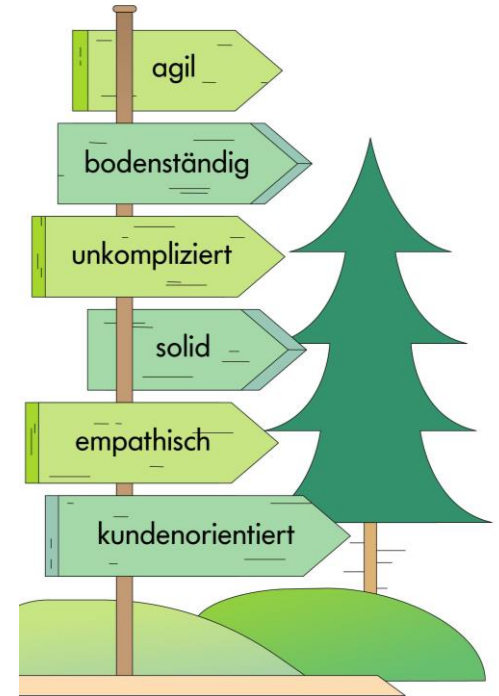 agil
bodenständig
unkompliziert
solid
empathisch
kundenorientiert